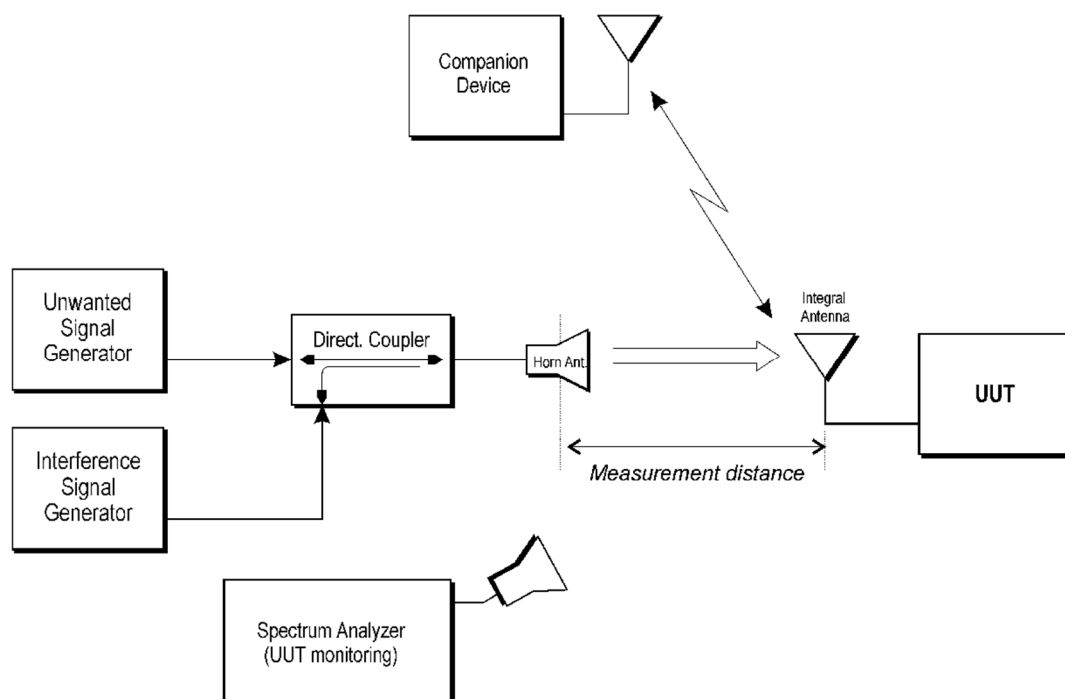 Companion
Device
Unwanted
Signal
Generator
Direct. Coupler
Horn Ant.
Integral
Antenna
UUT
Interference
Signal
Generator
Measurement distance
Spectrum Analyzer
(UUT monitoring)